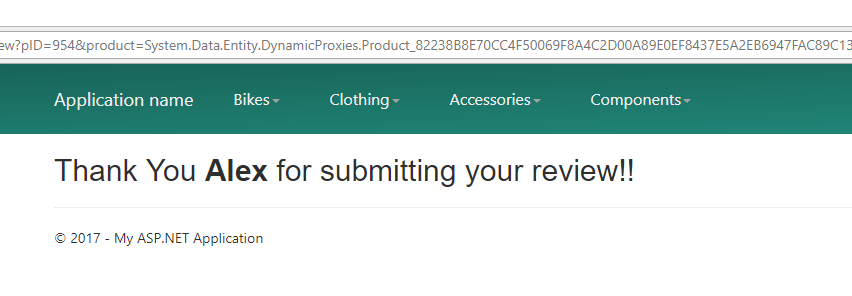 ew?pID=954&product=System.Data.Entity.DynamicProxies.Product_82238B8E70CC4F50069F8A4C2D00A89E0EF8437E5A2EB6947FAC89C13
Application name Bikes Clothing Accessories Components
Thank You Alex for submitting your review!!
© 2017 - My ASP.NET Application